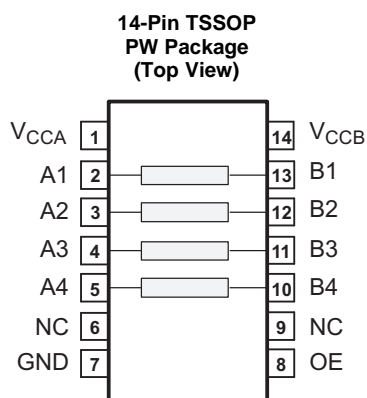 14-Pin TSSOP
PW Package
(Top View)
VCCA 1 14 VCCB
A1 2 13 B1
A2 3 12 B2
A3 4 11 B3
A4 5 10 B4
NC 6 9 NC
GND 7 8 OE